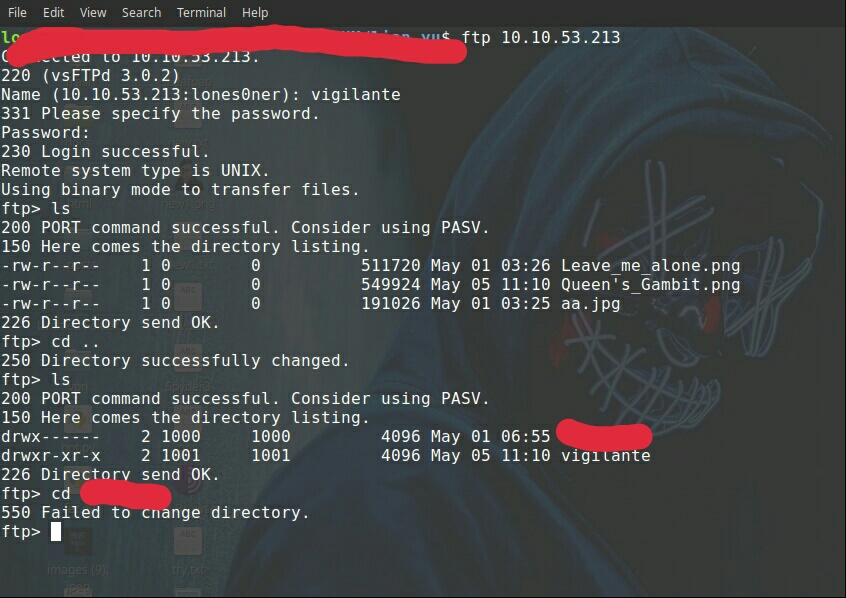 File Edit View Search Terminal Help
lo $ ftp 10.10.53.213
Connected to 10.10.53.213.
220 (vsFTPd 3.0.2)
Name (10.10.53.213:lones0ner): vigilante
331 Please specify the password.
Password:
230 Login successful.
Remote system type is UNIX.
Using binary mode to transfer files.
ftp> ls
200 PORT command successful. Consider using PASV.
150 Here comes the directory listing.
-rw-r--r-- 1 0 0 511720 May 01 03:26 Leave_me_alone.png
-rw-r--r-- 1 0 0 549924 May 05 11:10 Queen's_Gambit.png
-rw-r--r-- 1 0 0 191026 May 01 03:25 aa.jpg
226 Directory send OK.
ftp> cd ..
250 Directory successfully changed.
ftp> ls
200 PORT command successful. Consider using PASV.
150 Here comes the directory listing.
drwx------ 2 1000 1000 4096 May 01 06:55
drwxr-xr-x 2 1001 1001 4096 May 05 11:10 vigilante
226 Directory send OK.
ftp> cd
550 Failed to change directory.
ftp>
images (9).
try.txt